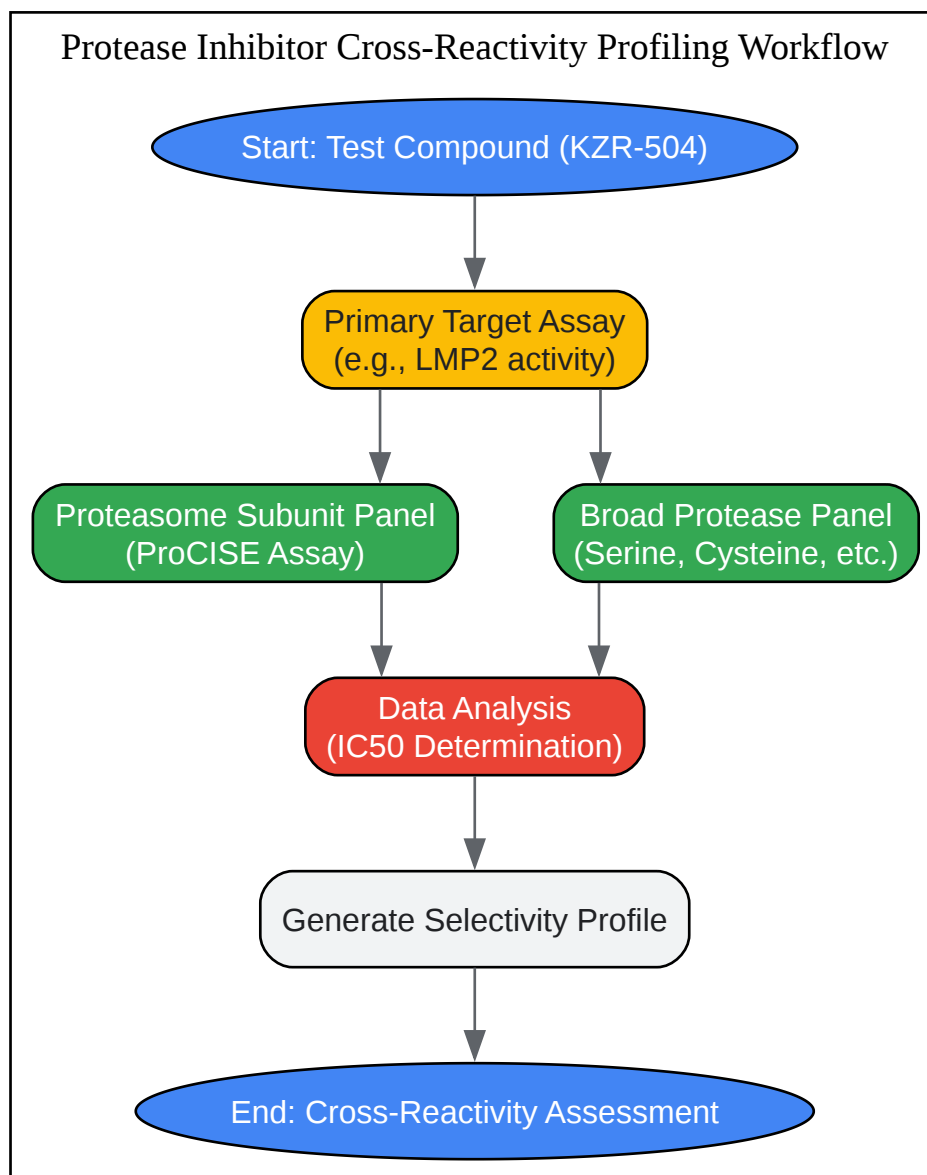 Protease Inhibitor Cross-Reactivity Profiling Workflow
Start: Test Compound (KZR-504)
Primary Target Assay
(e.g., LMP2 activity)
Proteasome Subunit Panel
(ProCISE Assay)
Broad Protease Panel
(Serine, Cysteine, etc.)
Data Analysis
(IC50 Determination)
Generate Selectivity Profile
End: Cross-Reactivity Assessment